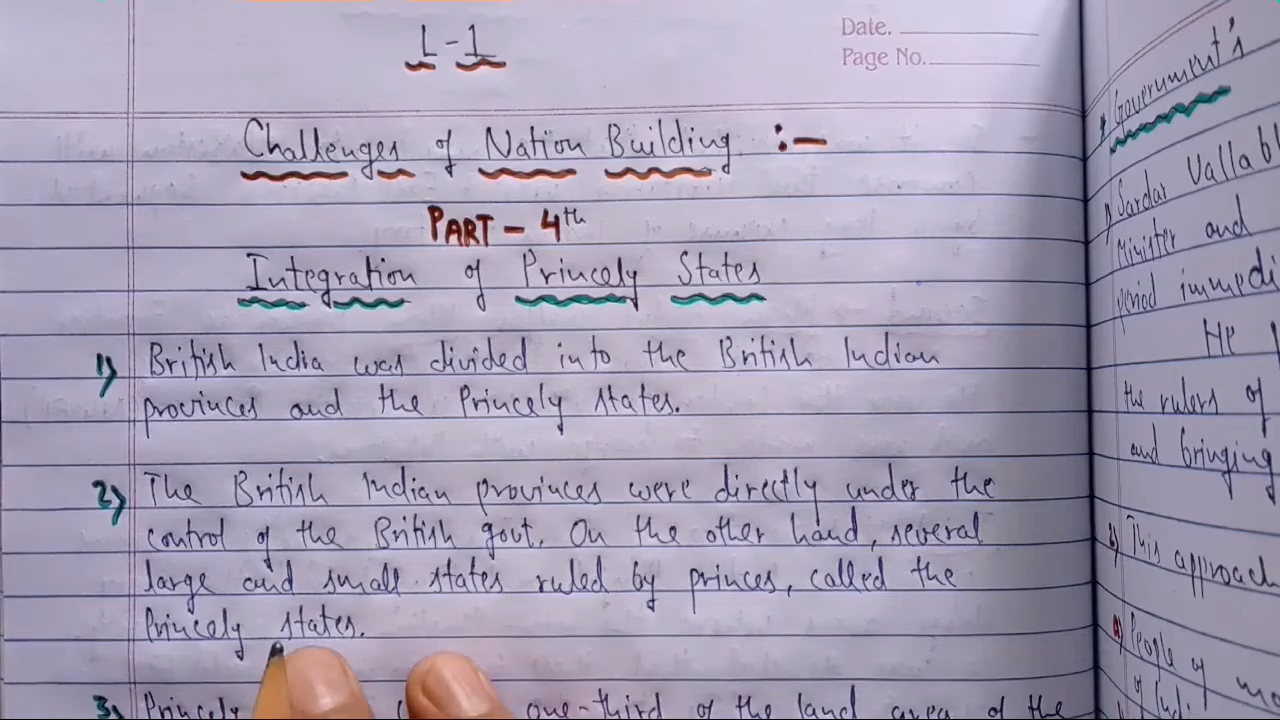 L-1
Date.
Page No.
Challenges of Nation Building :-
PART - 4th
Integration of Princely States
1) British India was divided into the British Indian
provinces and the Princely states.
2) The British Indian provinces were directly under the
control of the British govt. On the other hand, several
large and small states ruled by princes, called the
Princely states.
3) Princely one-third of the land area of the
Government's
1) Sardar Vallab
Minister and
period immedi
He
the rulers of
and bringing
This approach
a) People of